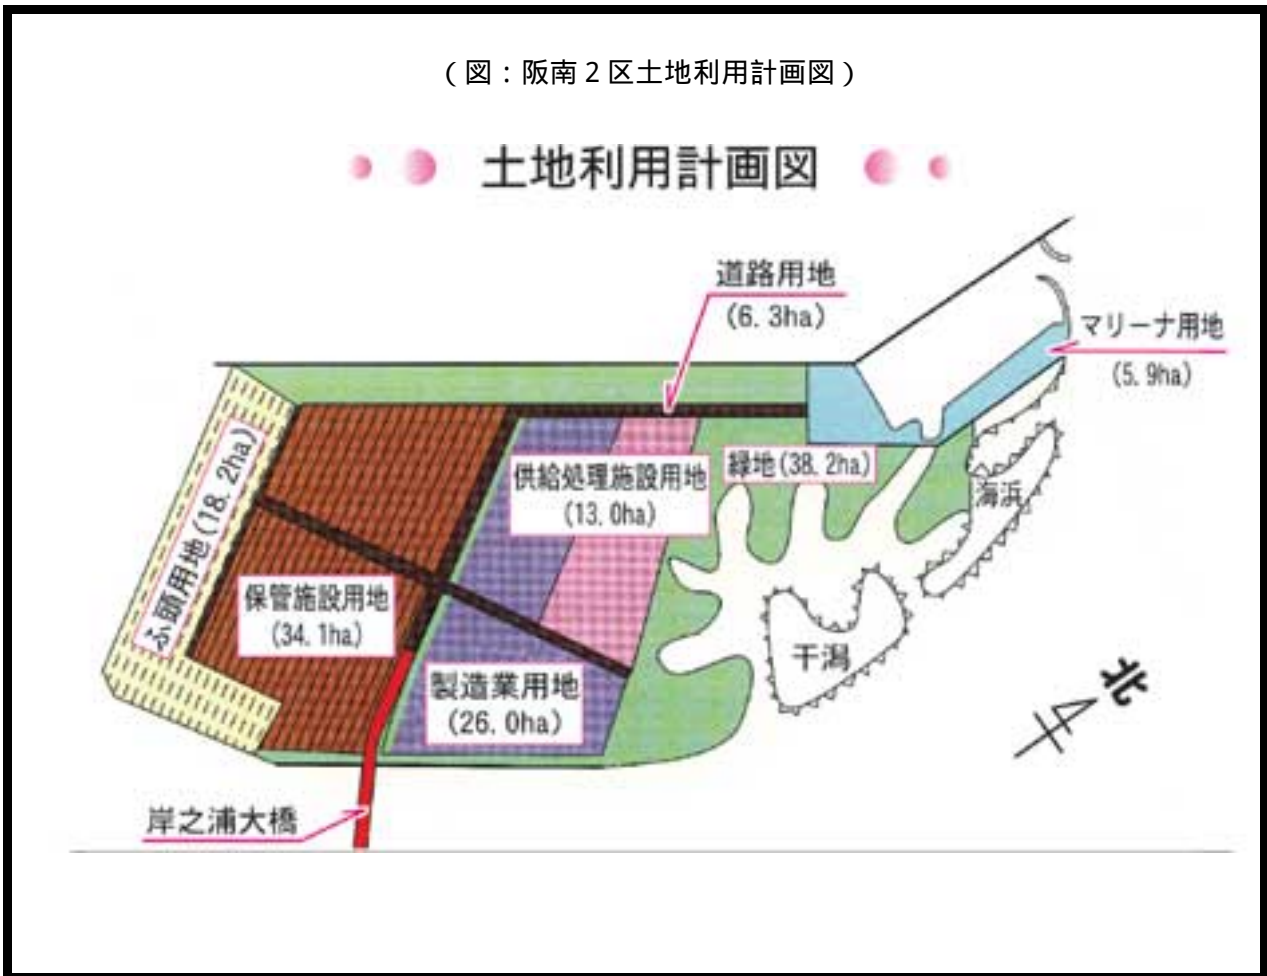 （図：阪南２区土地利用計画図）
土地利用計画図
道路用地
(6.3ha)
マリーナ用地
(5.9ha)
ふ頭用地(18.2ha)
供給処理施設用地
(13.0ha)
緑地(38.2ha)
海浜
保管施設用地
(34.1ha)
干潟
製造業用地
(26.0ha)
北
岸之浦大橋